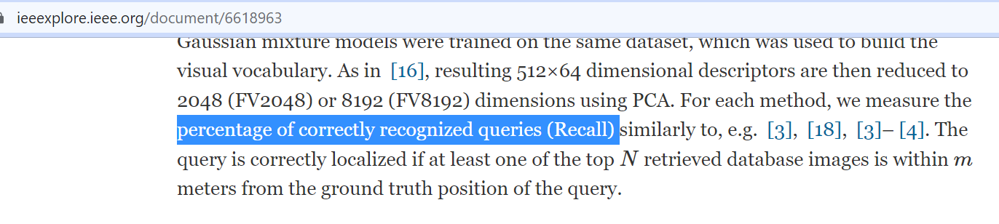 ieeexplore.ieee.org/document/6618963
Gaussian mixture models were trained on the same dataset, which was used to build the
visual vocabulary. As in [16], resulting 512×64 dimensional descriptors are then reduced to
2048 (FV2048) or 8192 (FV8192) dimensions using PCA. For each method, we measure the
percentage of correctly recognized queries (Recall) similarly to, e.g. [3], [18], [3]– [4]. The
query is correctly localized if at least one of the top N retrieved database images is within m
meters from the ground truth position of the query.